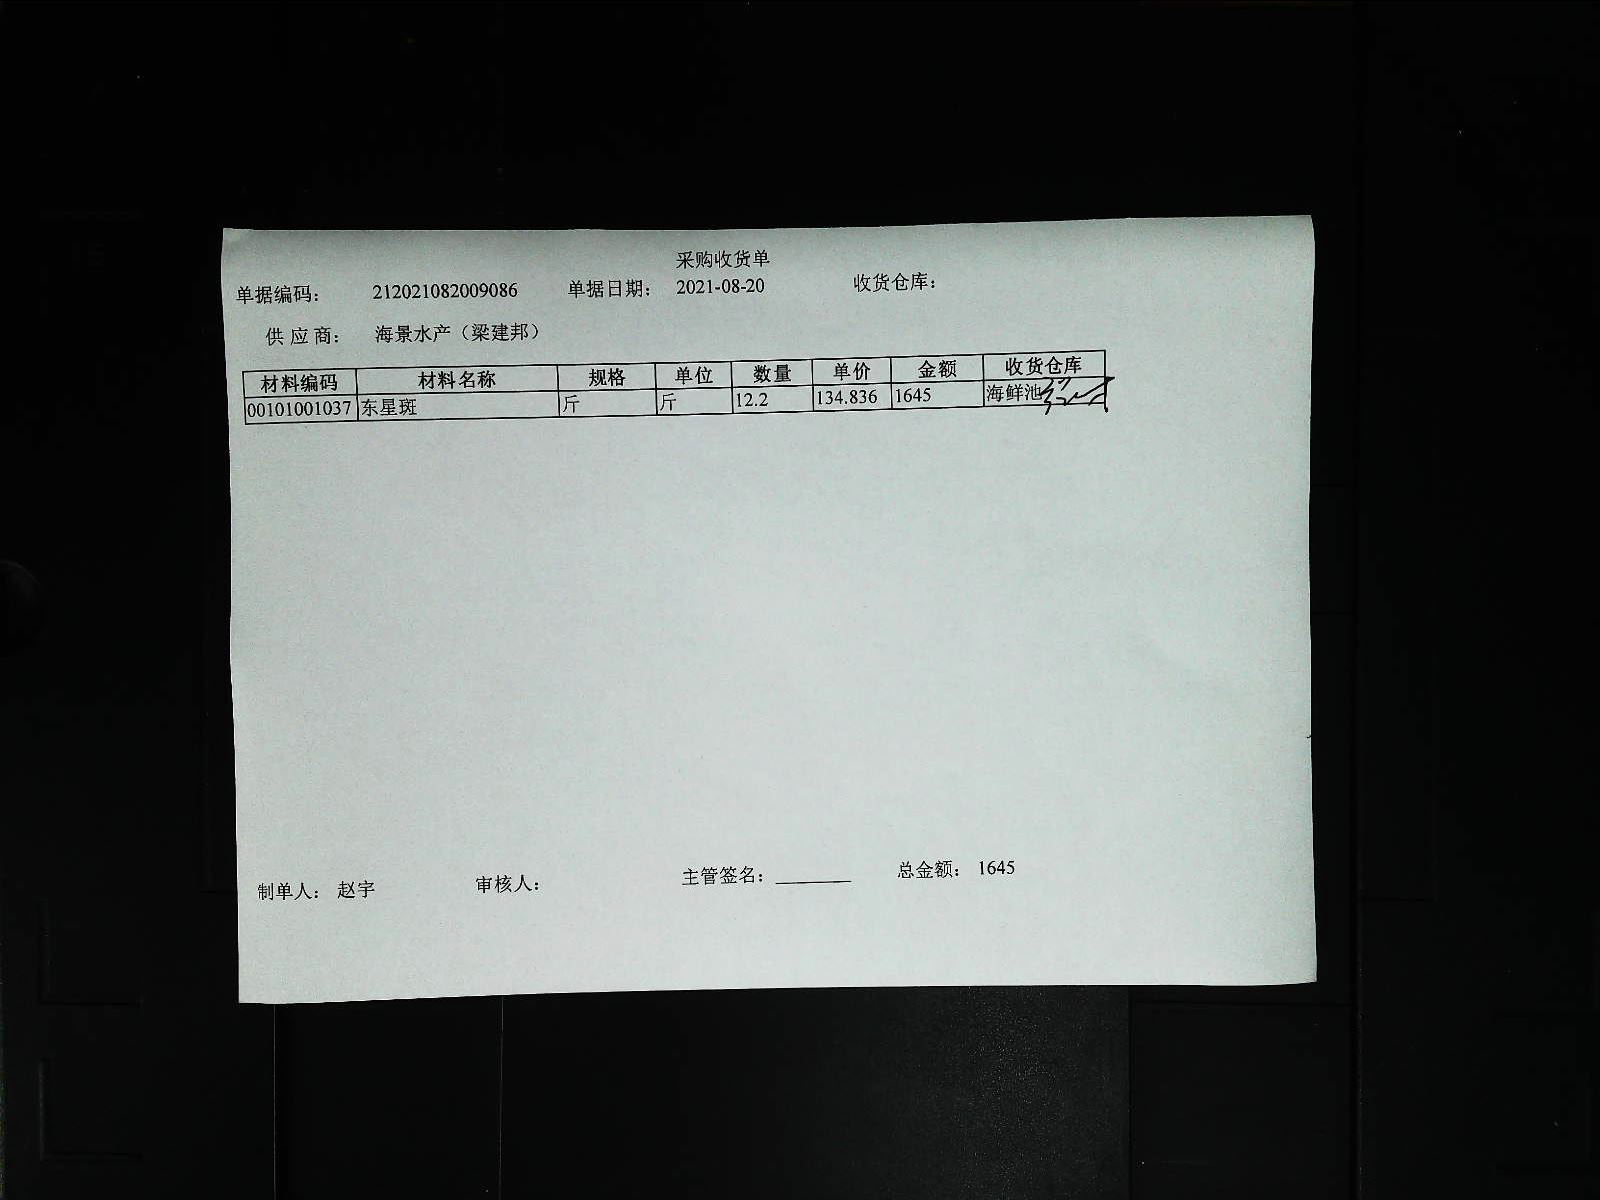 采购收货单
单据编码： 212021082009086 单据日期： 2021-08-20 收货仓库：
供应商： 海景水产（梁建邦）
材料编码 材料名称 规格 单位 数量 单价 金额 收货仓库
00101001037 东星斑 斤 斤 12.2 134.836 1645 海鲜池
制单人： 赵宇 审核人： 主管签名： 总金额： 1645